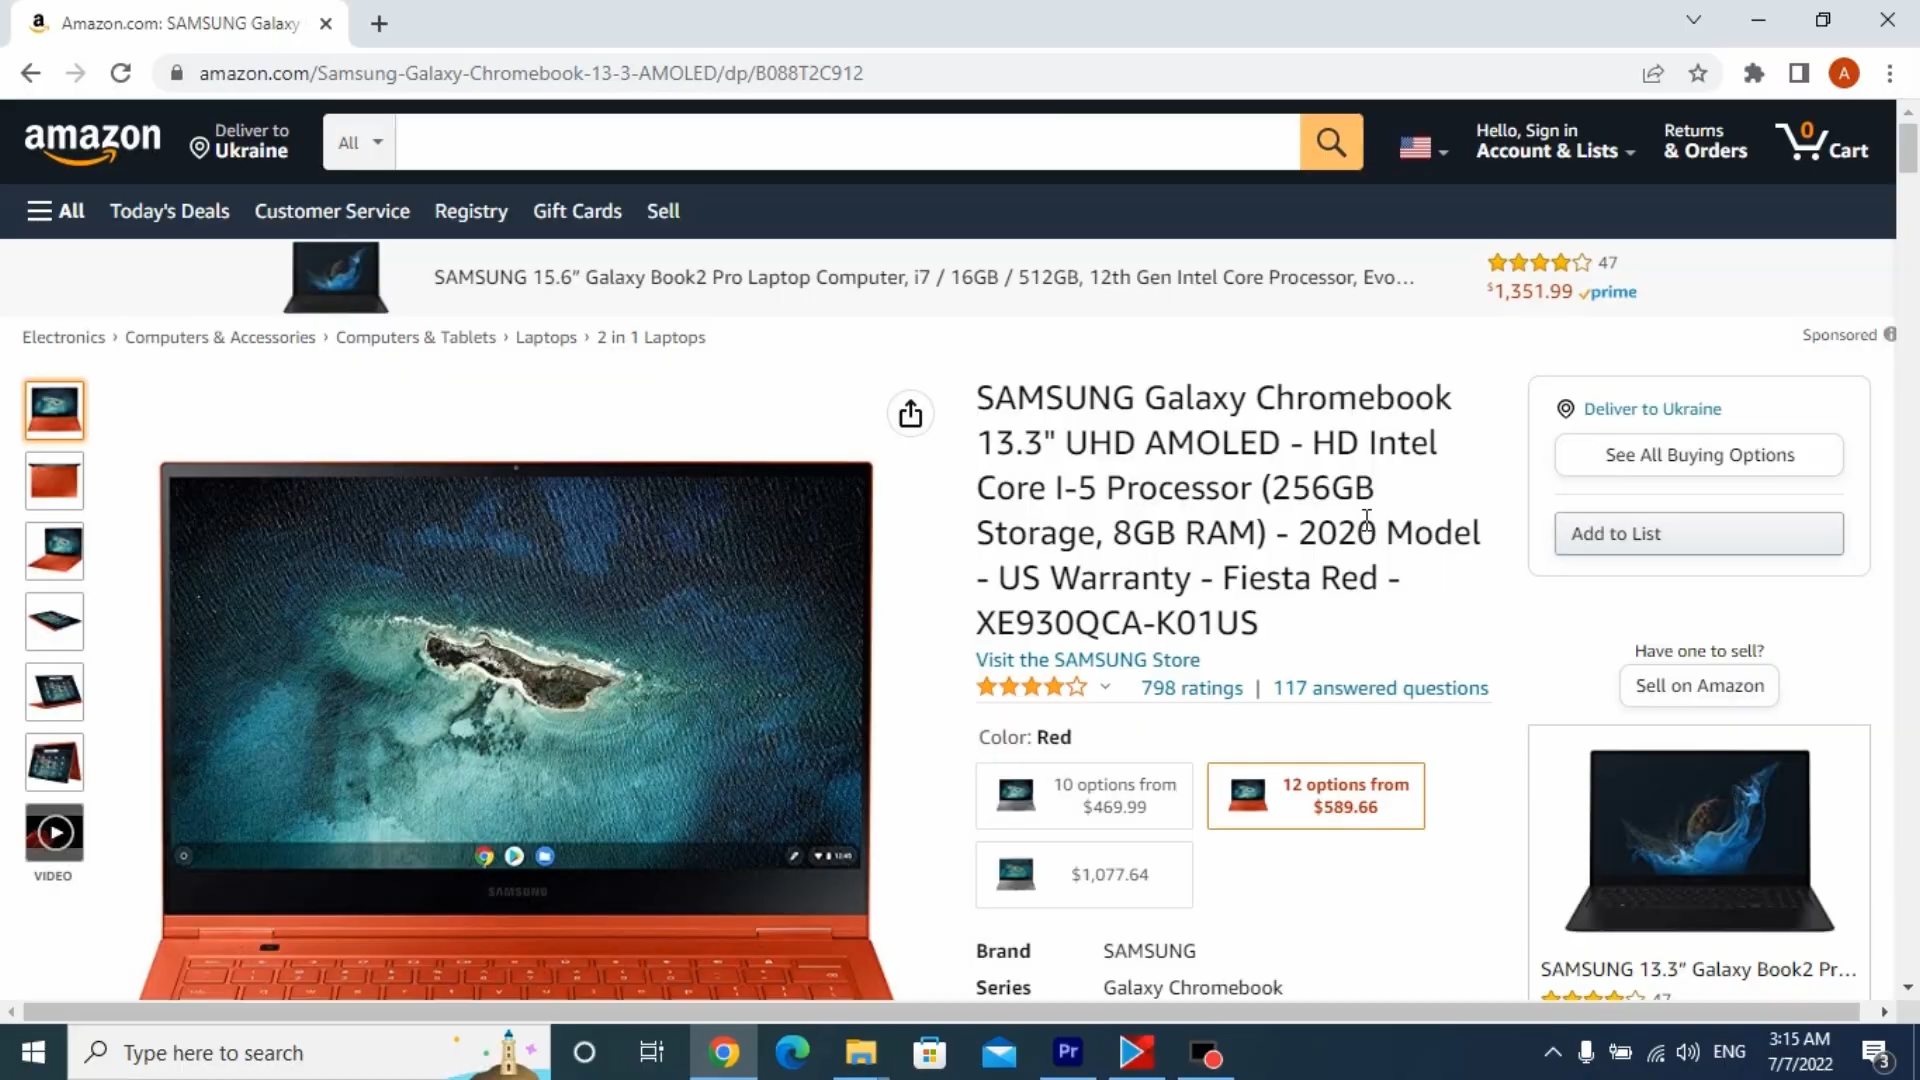 Amazon.com: SAMSUNG Galaxy
amazon.com/Samsung-Galaxy-Chromebook-13-3-AMOLED/dp/B088T2C912
A
amazon
Deliver to
Ukraine
All
Hello, Sign in
Account & Lists
Returns
& Orders
0
Cart
All
Today's Deals
Customer Service
Registry
Gift Cards
Sell
SAMSUNG 15.6” Galaxy Book2 Pro Laptop Computer, i7 / 16GB / 512GB, 12th Gen Intel Core Processor, Evo...
47
$1,351.99 prime
Electronics › Computers & Accessories › Computers & Tablets › Laptops › 2 in 1 Laptops
Sponsored
SAMSUNG Galaxy Chromebook
13.3" UHD AMOLED - HD Intel
Core I-5 Processor (256GB
Storage, 8GB RAM) - 2020 Model
- US Warranty - Fiesta Red -
XE930QCA-K01US
Visit the SAMSUNG Store
798 ratings | 117 answered questions
Color: Red
10 options from
$469.99
12 options from
$589.66
$1,077.64
Brand SAMSUNG
Series Galaxy Chromebook
VIDEO
12:45
SAMSUNG
Deliver to Ukraine
See All Buying Options
Add to List
Have one to sell?
Sell on Amazon
SAMSUNG 13.3” Galaxy Book2 Pr...
47
Type here to search
Pr
ENG
3:15 AM
7/7/2022
3